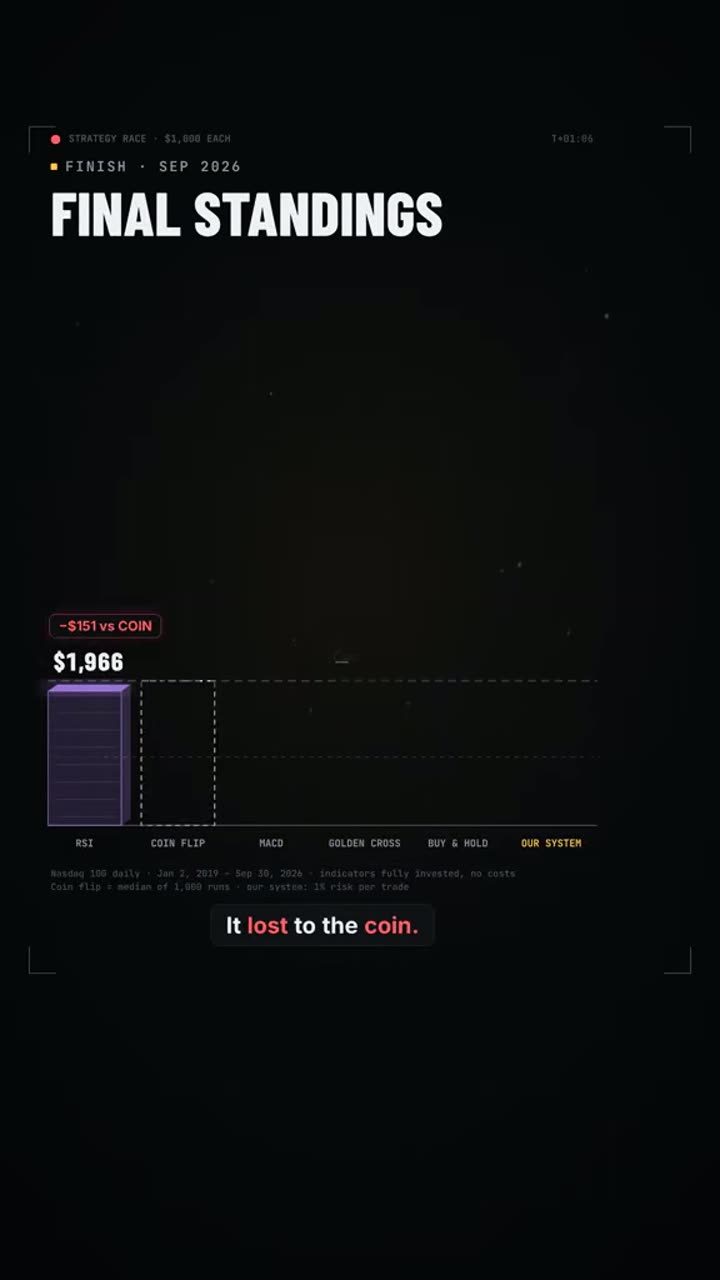 STRATEGY RACE · $1,000 EACH
T+01:06
FINISH · SEP 2026
FINAL STANDINGS
−$151 vs COIN
$1,966
RSI
COIN FLIP
MACD
GOLDEN CROSS
BUY & HOLD
OUR SYSTEM
Nasdaq 100 daily · Jan 2, 2019 – Sep 30, 2026 · indicators fully invested, no costs
Coin flip = median of 1,000 runs · our system: 1% risk per trade
It lost to the coin.